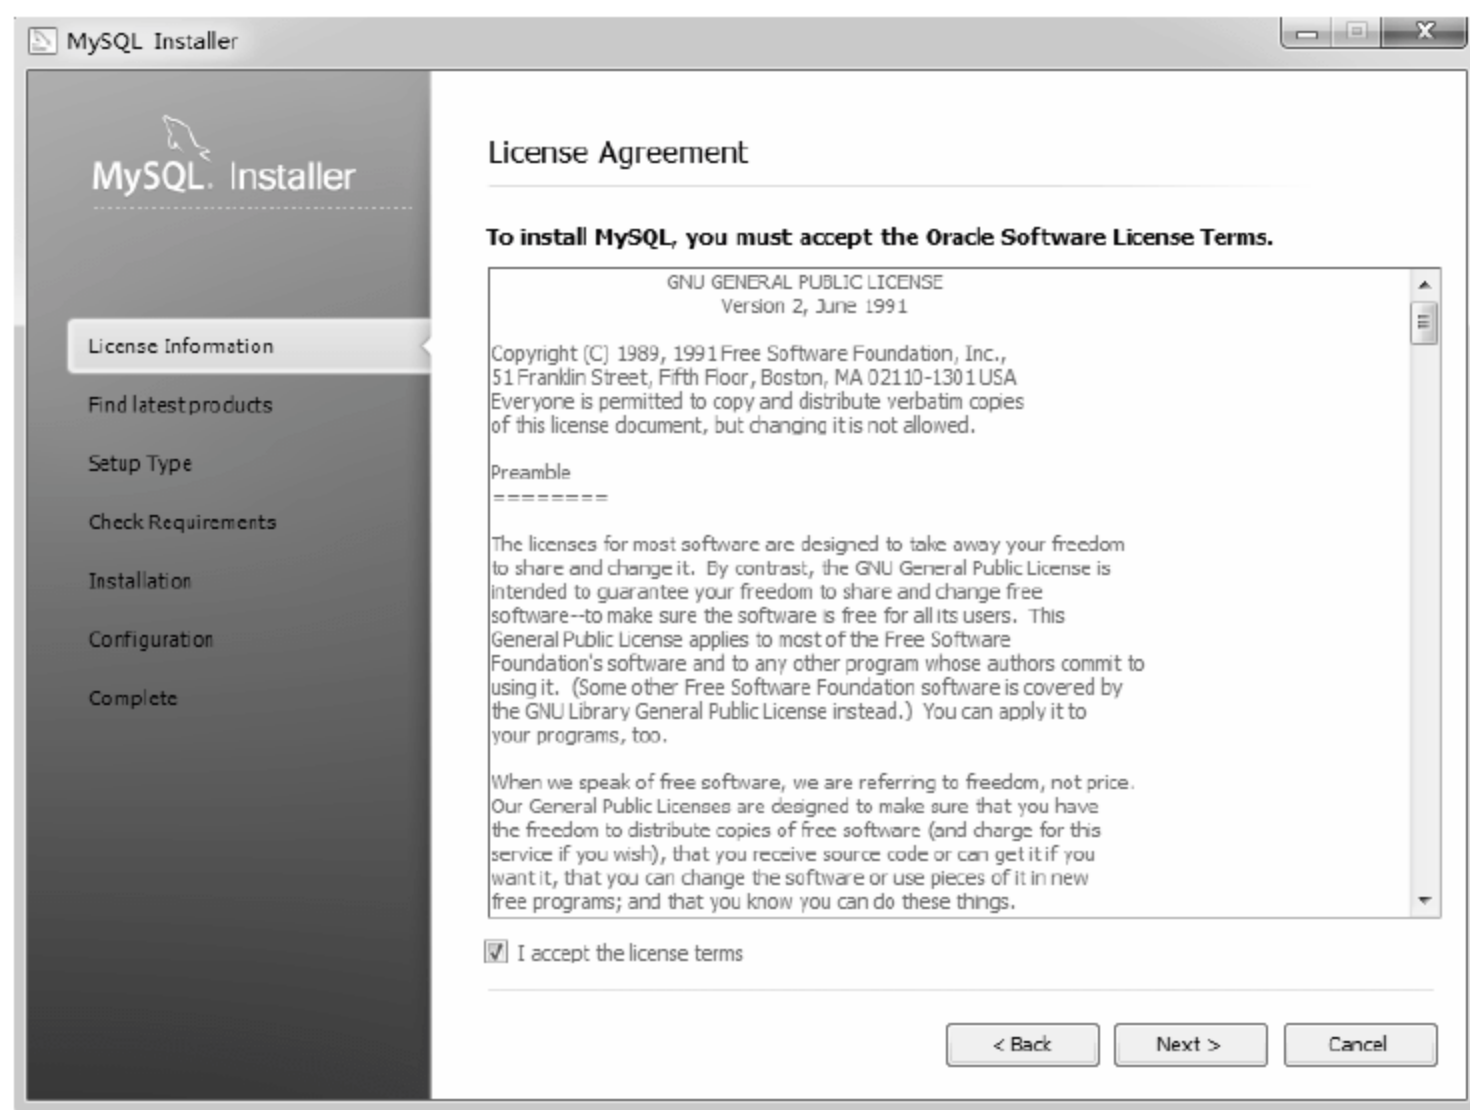 MySQL Installer
MySQL. Installer
License Information
Find latest products
Setup Type
Check Requirements
Installation
Configuration
Complete
License Agreement
To install MySQL, you must accept the Oracle Software License Terms.
GNU GENERAL PUBLIC LICENSE
Version 2, June 1991
Copyright (C) 1989, 1991 Free Software Foundation, Inc.,
51 Franklin Street, Fifth Floor, Boston, MA 02110-1301 USA
Everyone is permitted to copy and distribute verbatim copies
of this license document, but changing it is not allowed.
Preamble
========
The licenses for most software are designed to take away your freedom
to share and change it. By contrast, the GNU General Public License is
intended to guarantee your freedom to share and change free
software--to make sure the software is free for all its users. This
General Public License applies to most of the Free Software
Foundation's software and to any other program whose authors commit to
using it. (Some other Free Software Foundation software is covered by
the GNU Library General Public License instead.) You can apply it to
your programs, too.
When we speak of free software, we are referring to freedom, not price.
Our General Public Licenses are designed to make sure that you have
the freedom to distribute copies of free software (and charge for this
service if you wish), that you receive source code or can get it if you
want it, that you can change the software or use pieces of it in new
free programs; and that you know you can do these things.
I accept the license terms
< Back
Next >
Cancel